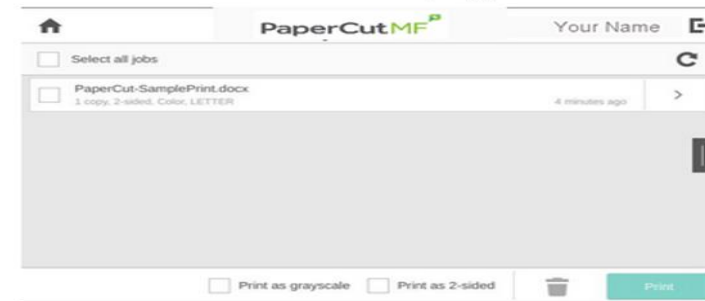 PaperCutMF
Your Name
Select all jobs
PaperCut-SamplePrint.docx
1 copy, 2-sided, Color, LETTER
4 minutes ago
Print as grayscale
Print as 2-sided
Print